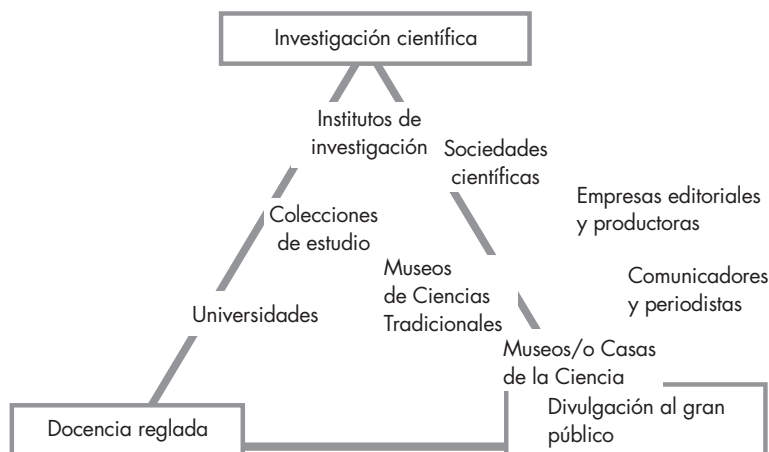 Investigación científica
Institutos de
investigación
Sociedades
científicas
Empresas editoriales
y productoras
Colecciones
de estudio
Museos
de Ciencias
Tradicionales
Comunicadores
y periodistas
Universidades
Museos/o Casas
de la Ciencia
Docencia reglada
Divulgación al gran
público